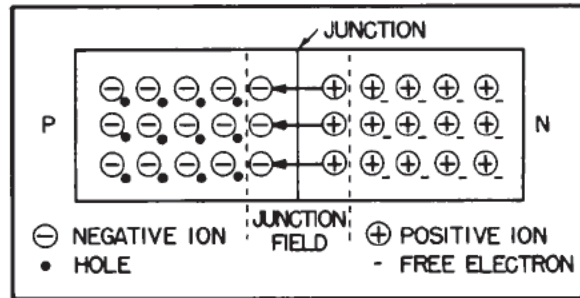 JUNCTION
P
N
JUNCTION
FIELD
NEGATIVE ION
HOLE
POSITIVE ION
FREE ELECTRON